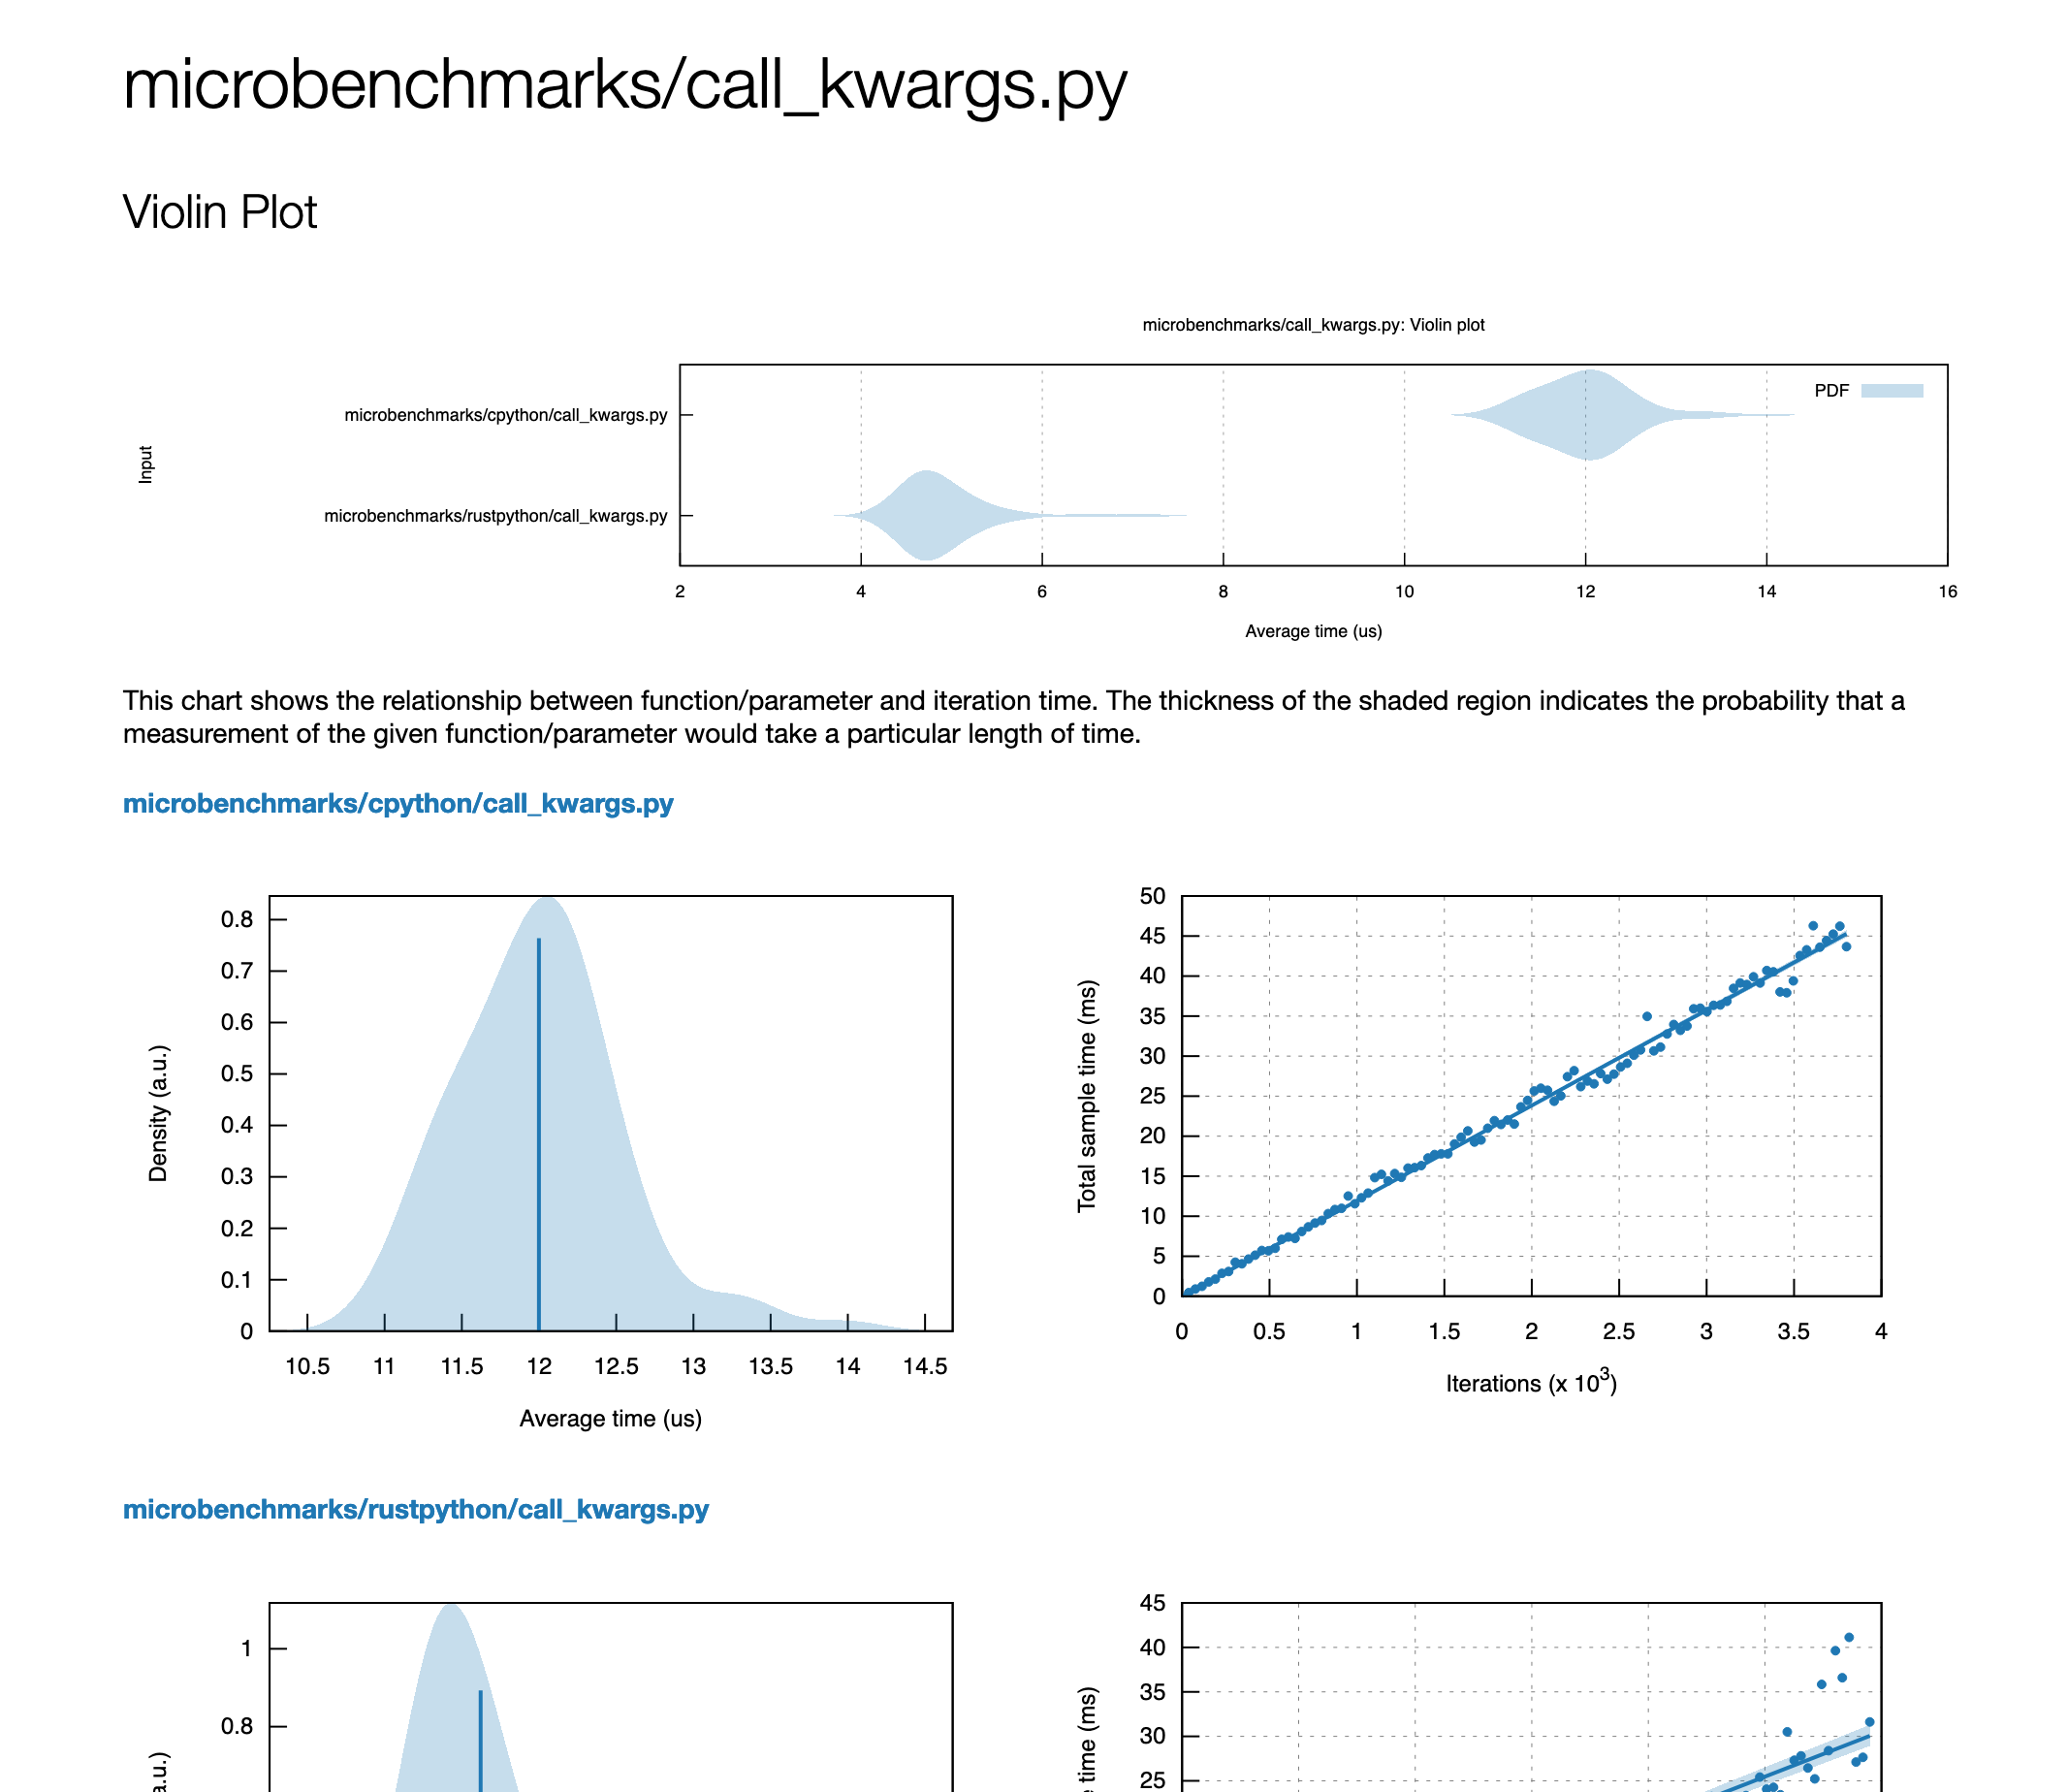 microbenchmarks/call_kwargs.py
Violin Plot
microbenchmarks/call_kwargs.py: Violin plot
PDF
microbenchmarks/cpython/call_kwargs.py
Input
microbenchmarks/rustpython/call_kwargs.py
2 4 6 8 10 12 14 16
Average time (us)
This chart shows the relationship between function/parameter and iteration time. The thickness of the shaded region indicates the probability that a
measurement of the given function/parameter would take a particular length of time.
microbenchmarks/cpython/call_kwargs.py
0.8
0.7
0.6
0.5
0.4
0.3
0.2
0.1
0
Density (a.u.)
10.5 11 11.5 12 12.5 13 13.5 14 14.5
Average time (us)
50
45
40
35
30
25
20
15
10
5
0
Total sample time (ms)
0 0.5 1 1.5 2 2.5 3 3.5 4
Iterations (x 10³)
microbenchmarks/rustpython/call_kwargs.py
1
0.8
a.u.)
45
40
35
30
25
time (ms)